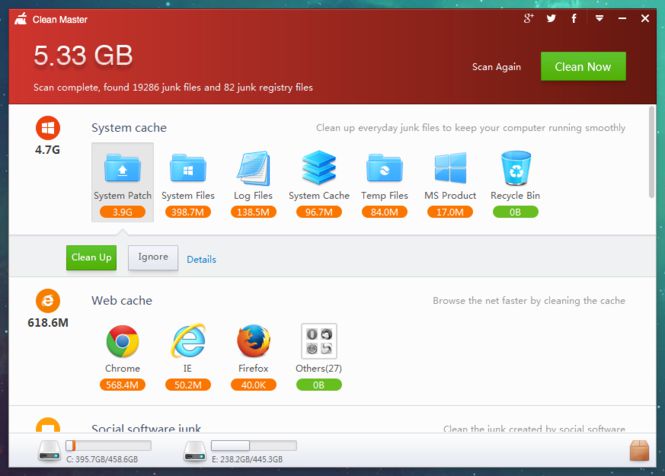 Clean Master
5.33 GB
Scan complete, found 19286 junk files and 82 junk registry files
Scan Again
Clean Now
4.7G
System cache
Clean up everyday junk files to keep your computer running smoothly
System Patch System Files Log Files System Cache Temp Files MS Product Recycle Bin
3.9G 398.7M 138.5M 96.7M 84.0M 17.0M 0B
Clean Up Ignore Details
618.6M
Web cache
Browse the net faster by cleaning the cache
Chrome IE Firefox Others(27)
568.4M 50.2M 40.0K 0B
Social software junk
Clean the junk created by social software
C: 395.7GB/458.6GB E: 238.2GB/445.3GB